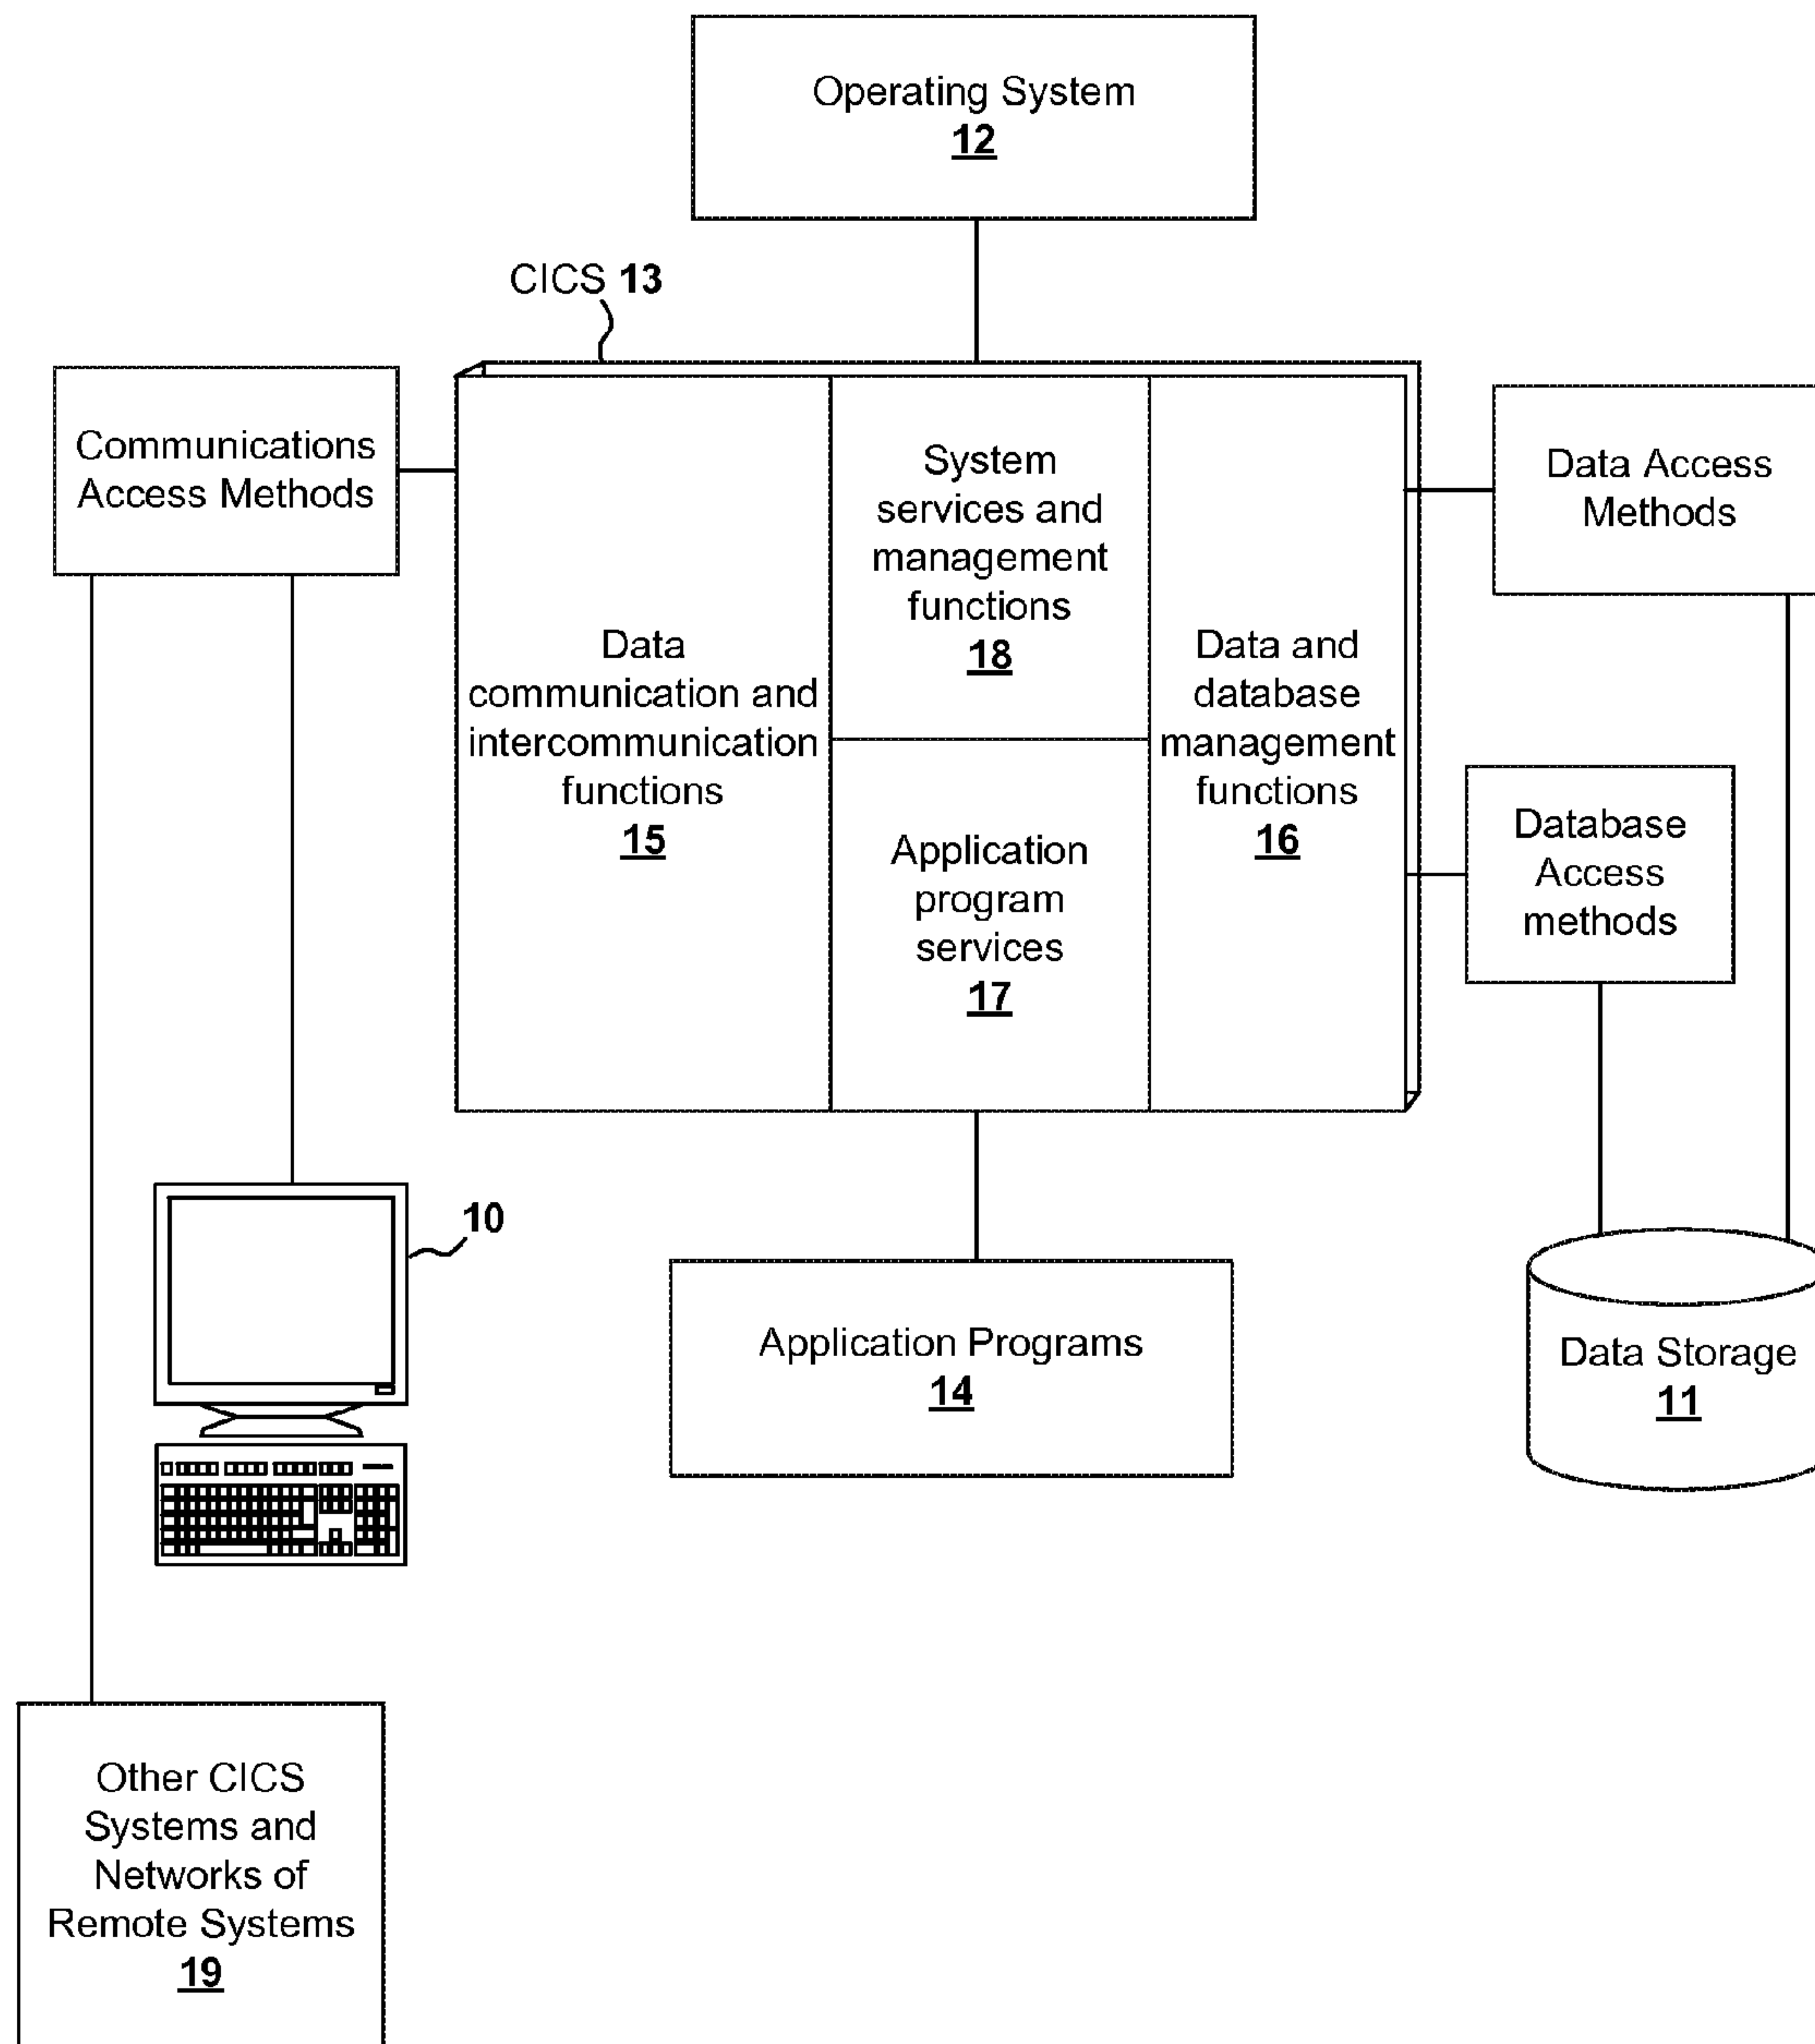 Operating System
12
CICS 13
Communications
Access Methods
System
services and
management
functions
18
Data Access
Methods
Data
communication and
intercommunication
functions
15
Data and
database
management
functions
16
Application
program
services
17
Database
Access
methods
10
Application Programs
14
Data Storage
11
Other CICS
Systems and
Networks of
Remote Systems
19